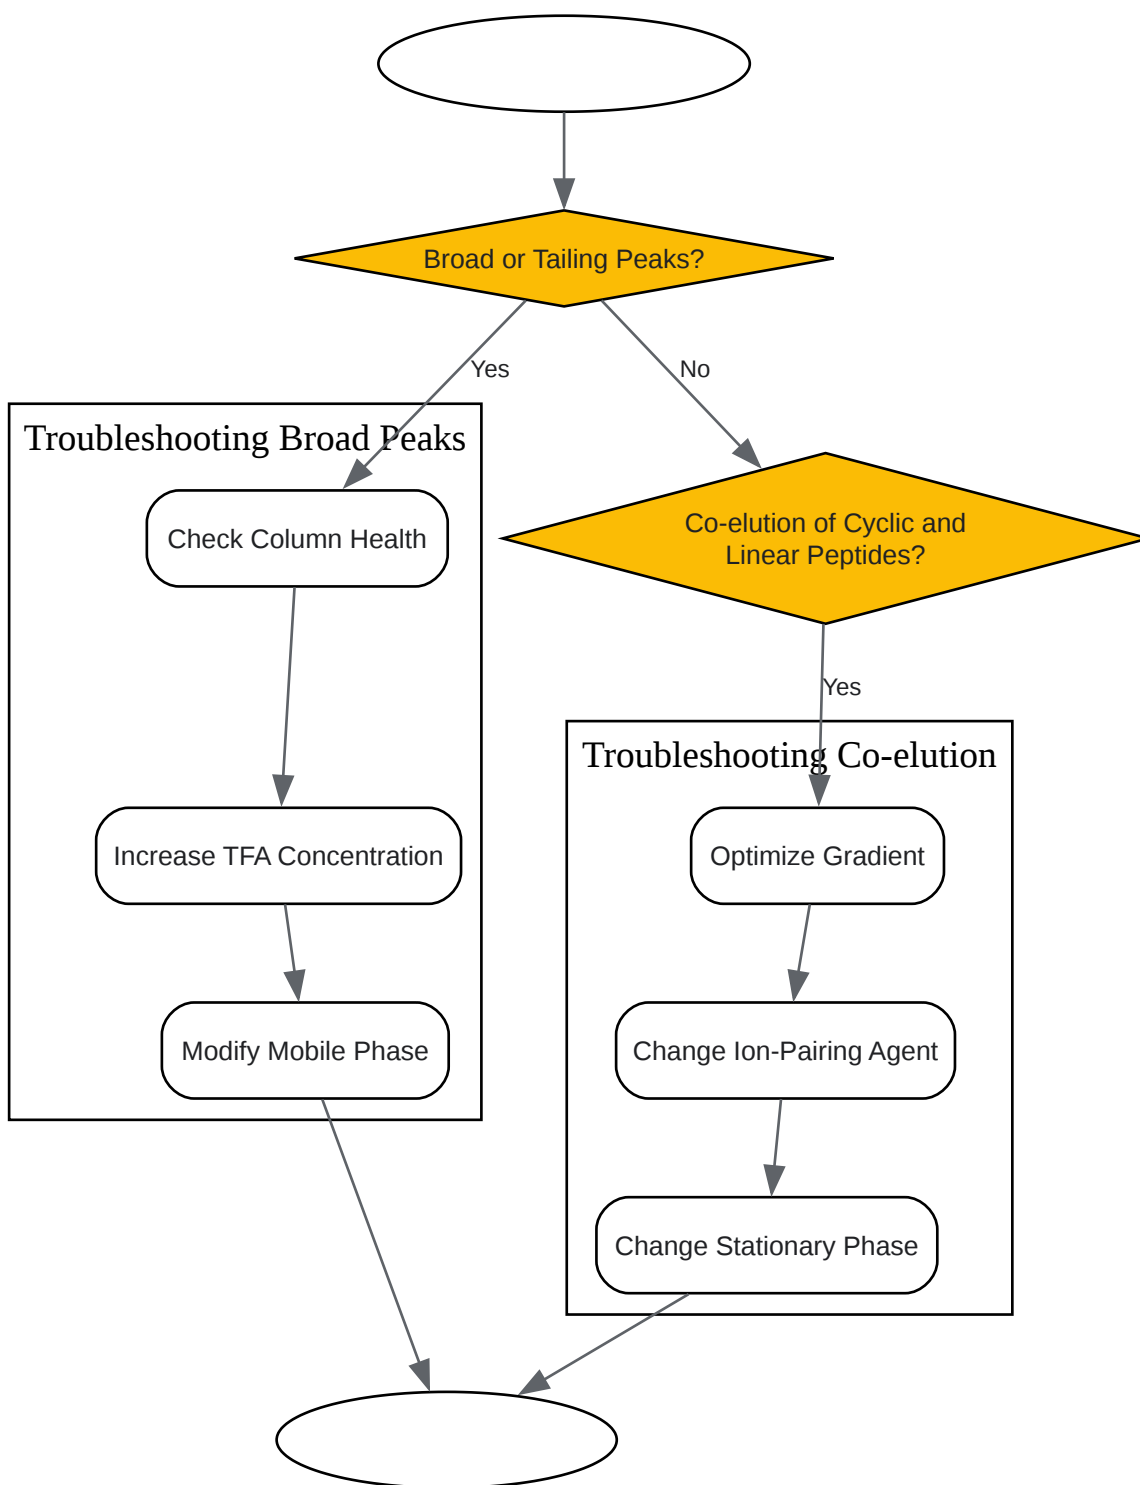 Broad or Tailing Peaks?
Yes
No
Troubleshooting Broad Peaks
Check Column Health
Co-elution of Cyclic and
Linear Peptides?
Yes
Troubleshooting Co-elution
Increase TFA Concentration
Optimize Gradient
Modify Mobile Phase
Change Ion-Pairing Agent
Change Stationary Phase